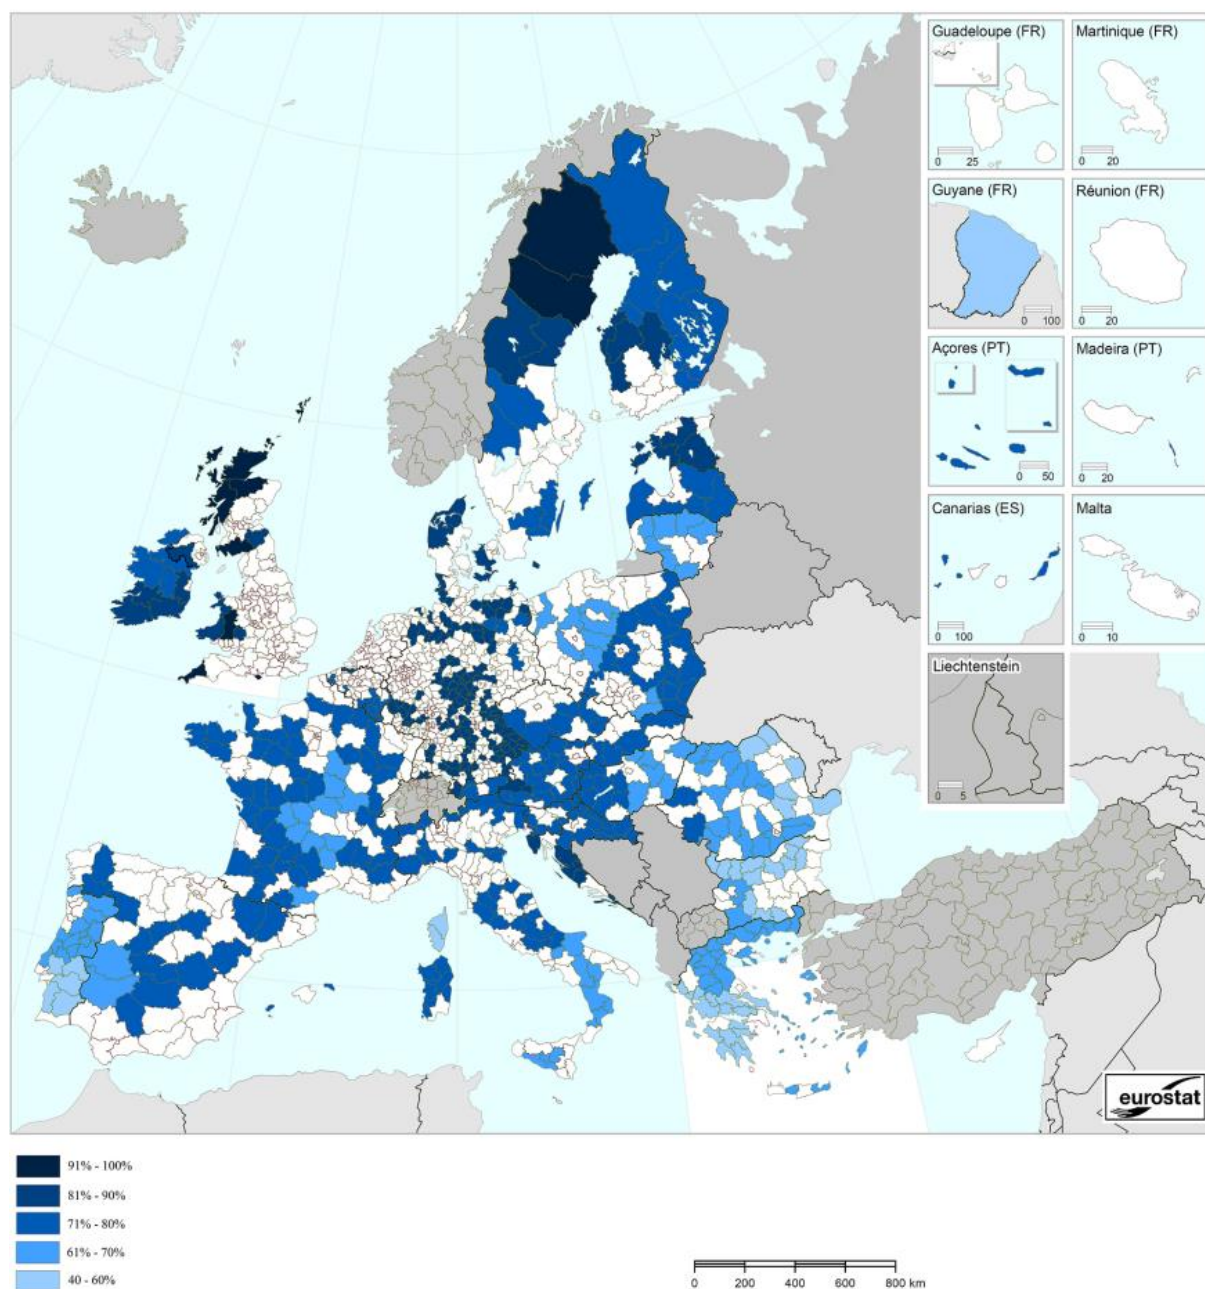 Guadeloupe (FR)
0 25
Martinique (FR)
0 20
Guyane (FR)
0 100
Réunion (FR)
0 20
Açores (PT)
0 50
Madeira (PT)
0 20
Canarias (ES)
0 100
Malta
0 10
Liechtenstein
0 5
eurostat
91% - 100%
81% - 90%
71% - 80%
61% - 70%
40 - 60%
0 200 400 600 800 km